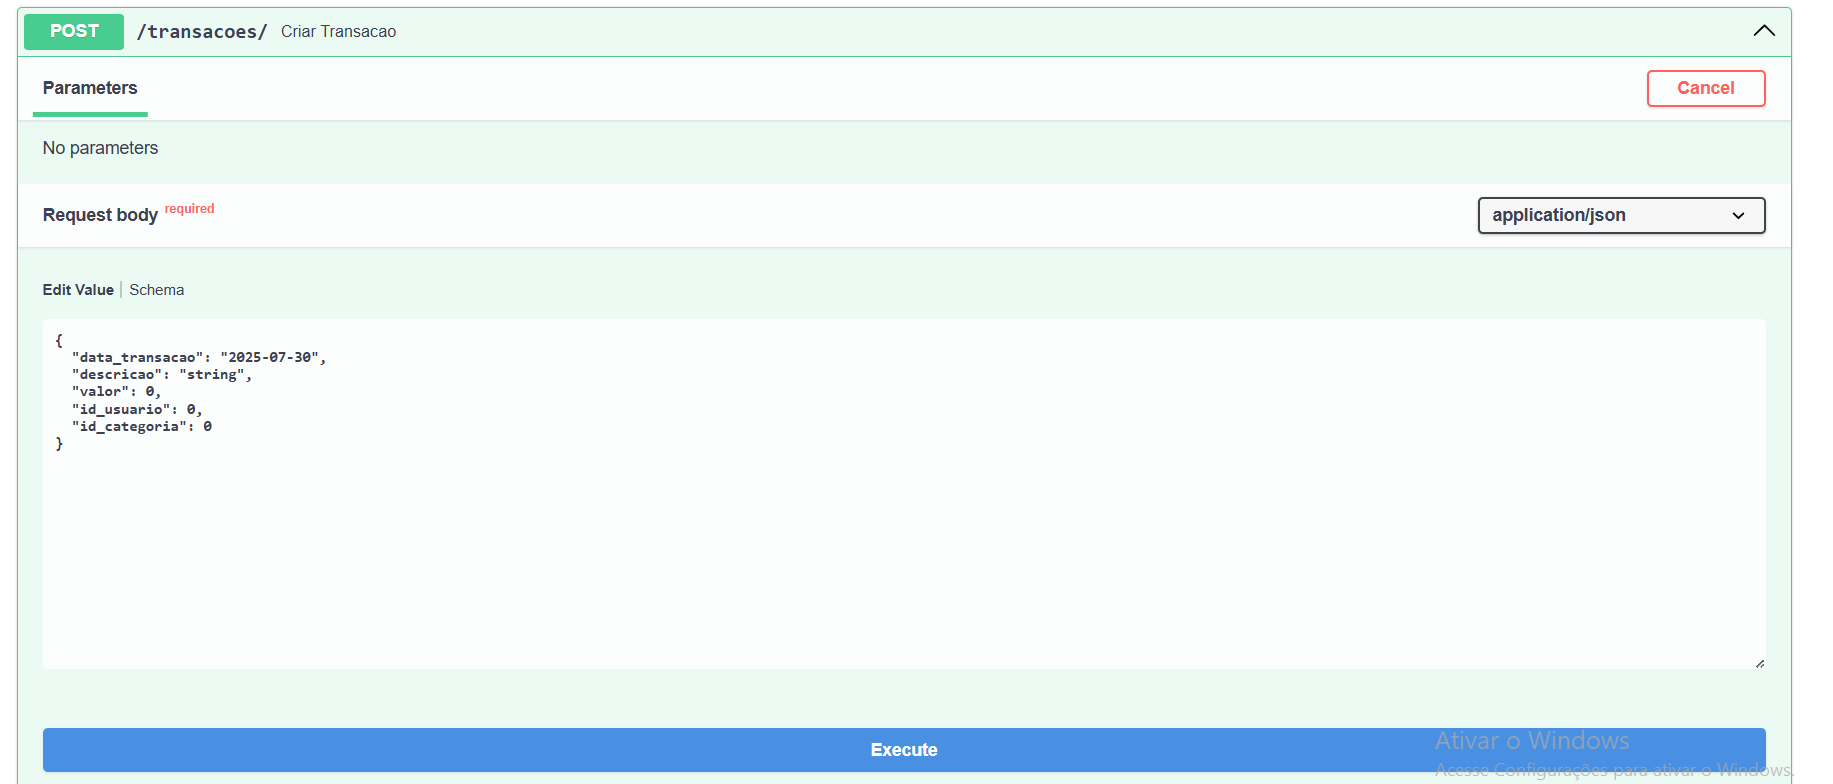 POST /transacoes/ Criar Transacao
Parameters
Cancel
No parameters
Request body required
application/json
Edit Value | Schema
{
  "data_transacao": "2025-07-30",
  "descricao": "string",
  "valor": 0,
  "id_usuario": 0,
  "id_categoria": 0
}
Execute
Ativar o Windows
Acesse Configurações para ativar o Windows.